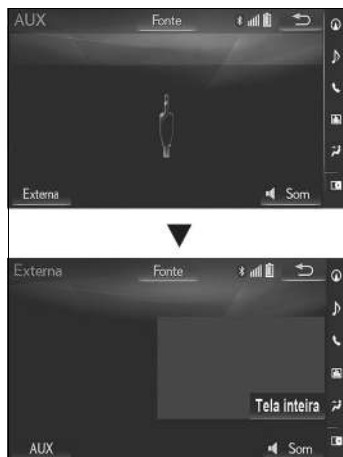 AUX Fonte
Externa Som
Externa Fonte
Tela inteira
AUX Som